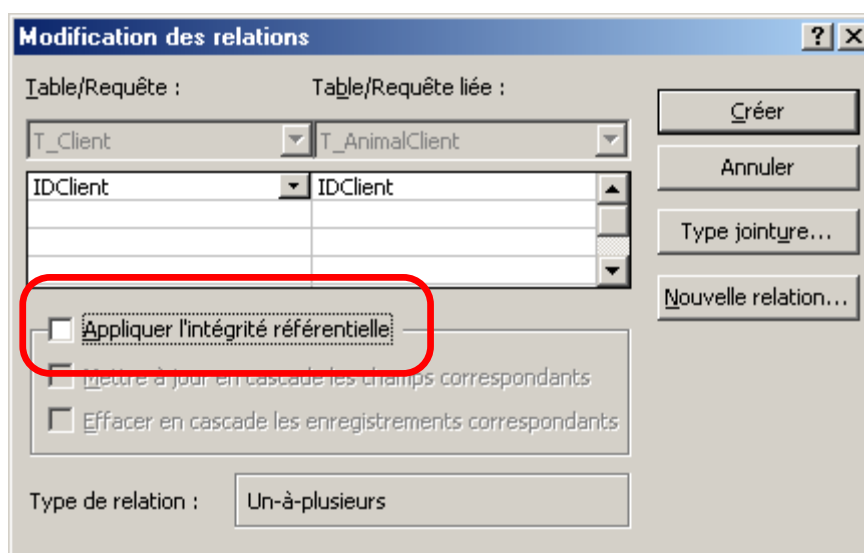 Modification des relations
Table/Requête :
Table/Requête liée :
T_Client
T_AnimalClient
IDClient
IDClient
Créer
Annuler
Type jointure...
Nouvelle relation...
Appliquer l'intégrité référentielle
Mettre à jour en cascade les champs correspondants
Effacer en cascade les enregistrements correspondants
Type de relation :
Un-à-plusieurs